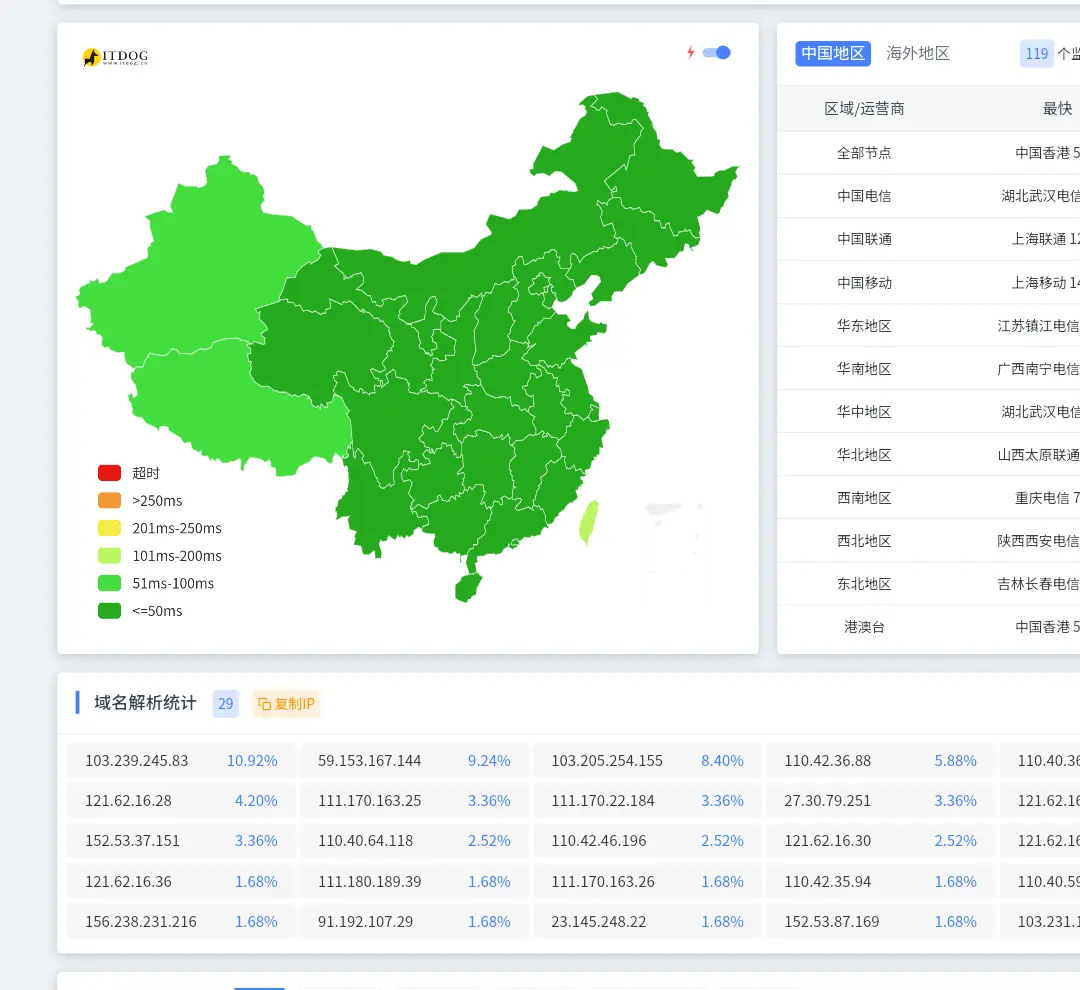 ITDOG
www.itdog.cn
超时
>250ms
201ms-250ms
101ms-200ms
51ms-100ms
<=50ms
中国地区 海外地区 119 个
区域/运营商 最快
全部节点 中国香港 5
中国电信 湖北武汉电信
中国联通 上海联通 12
中国移动 上海移动 14
华东地区 江苏镇江电信
华南地区 广西南宁电信
华中地区 湖北武汉电信
华北地区 山西太原联通
西南地区 重庆电信 7
西北地区 陕西西安电信
东北地区 吉林长春电信
港澳台 中国香港 5
域名解析统计 29 复制IP
103.239.245.83 10.92% 59.153.167.144 9.24% 103.205.254.155 8.40% 110.42.36.88 5.88% 110.40.36
121.62.16.28 4.20% 111.170.163.25 3.36% 111.170.22.184 3.36% 27.30.79.251 3.36% 121.62.16
152.53.37.151 3.36% 110.40.64.118 2.52% 110.42.46.196 2.52% 121.62.16.30 2.52% 121.62.16
121.62.16.36 1.68% 111.180.189.39 1.68% 111.170.163.26 1.68% 110.42.35.94 1.68% 110.40.59
156.238.231.216 1.68% 91.192.107.29 1.68% 23.145.248.22 1.68% 152.53.87.169 1.68% 103.231.1